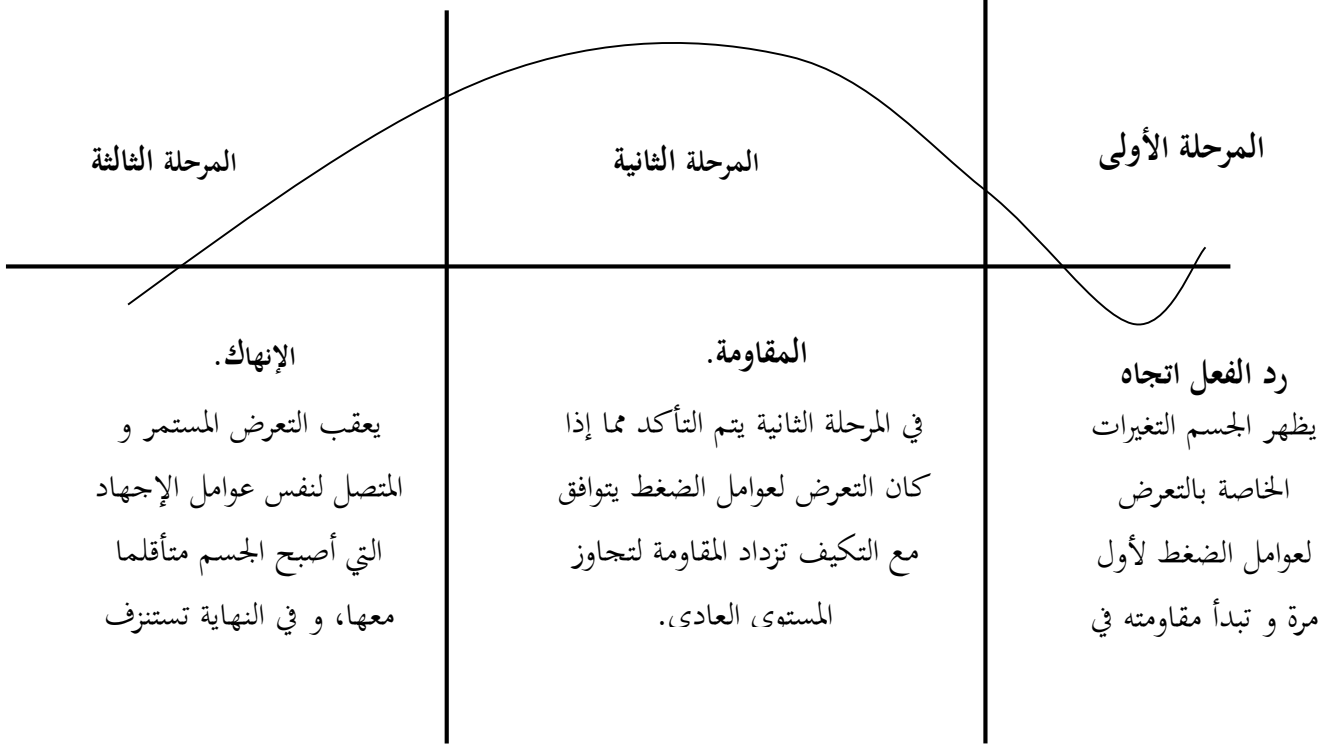 المرحلة الأولى
المرحلة الثانية
المرحلة الثالثة
رد الفعل اتجاه
يظهر الجسم التغيرات
الخاصة بالتعرض
لعوامل الضغط لأول
مرة و تبدأ مقاومته في
المقاومة.
في المرحلة الثانية يتم التأكد مما إذا
كان التعرض لعوامل الضغط يتوافق
مع التكيف تزداد المقاومة لتجاوز
المستوى العادي.
الإنهاك.
يعقب التعرض المستمر و
المتصل لنفس عوامل الإجهاد
التي أصبح الجسم متأقلما
معها، و في النهاية تستنزف